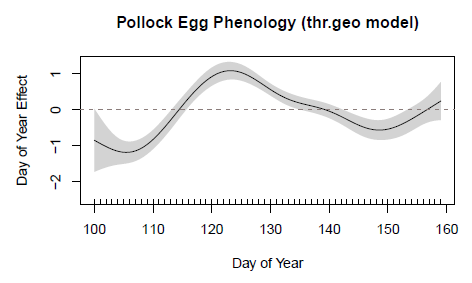 Pollock Egg Phenology (thr.geo model)
Day of Year Effect
1
0
−1
−2
100 110 120 130 140 150 160
Day of Year